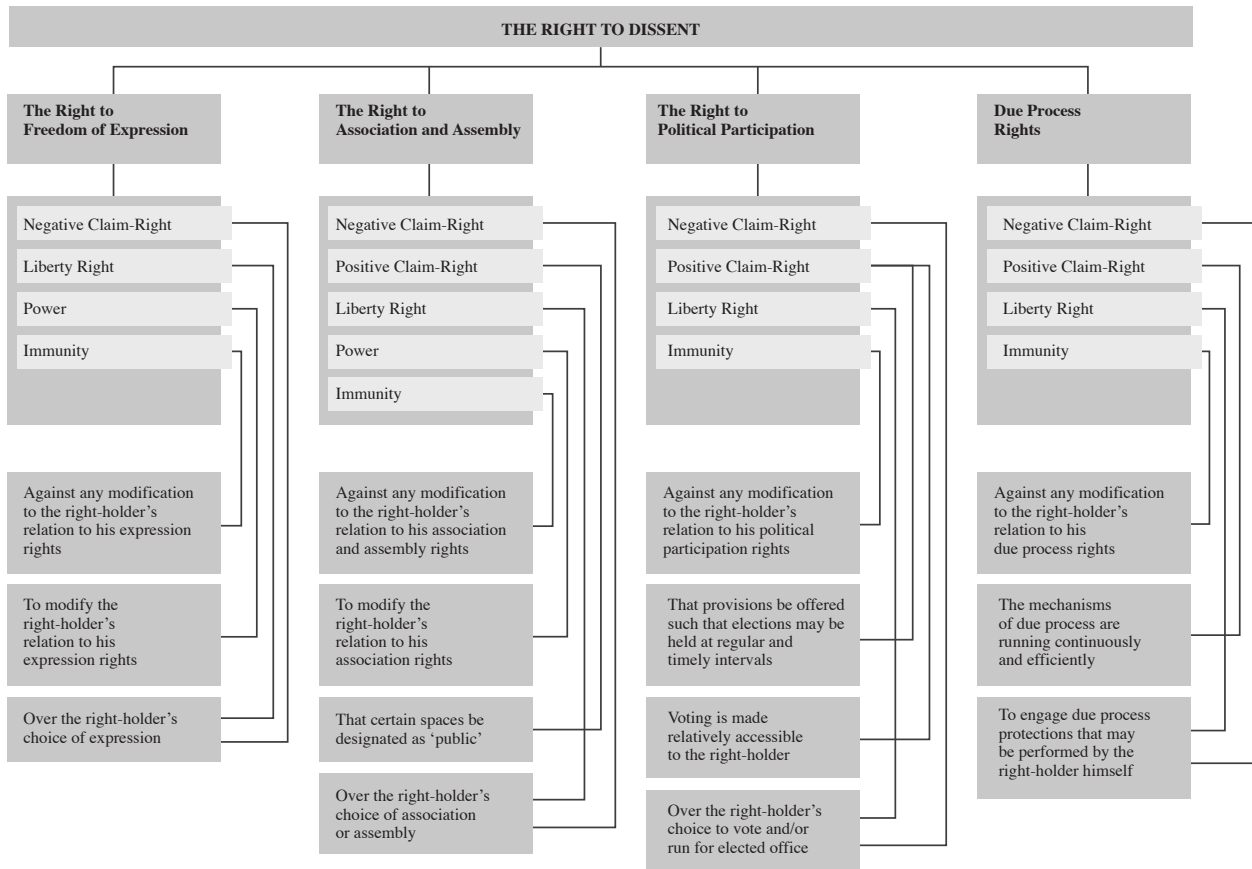 THE RIGHT TO DISSENT
The Right to
Freedom of Expression
Negative Claim-Right
Liberty Right
Power
Immunity
Against any modification
to the right-holder's
relation to his expression
rights
To modify the
right-holder's
relation to his
expression rights
Over the right-holder's
choice of expression
The Right to
Association and Assembly
Negative Claim-Right
Positive Claim-Right
Liberty Right
Power
Immunity
Against any modification
to the right-holder's
relation to his association
and assembly rights
To modify the
right-holder's
relation to his
association rights
That certain spaces be
designated as 'public'
Over the right-holder's
choice of association
or assembly
The Right to
Political Participation
Negative Claim-Right
Positive Claim-Right
Liberty Right
Immunity
Against any modification
to the right-holder's
relation to his political
participation rights
That provisions be offered
such that elections may be
held at regular and
timely intervals
Voting is made
relatively accessible
to the right-holder
Over the right-holder's
choice to vote and/or
run for elected office
Due Process
Rights
Negative Claim-Right
Positive Claim-Right
Liberty Right
Immunity
Against any modification
to the right-holder's
relation to his
due process rights
The mechanisms
of due process are
running continuously
and efficiently
To engage due process
protections that may
be performed by the
right-holder himself